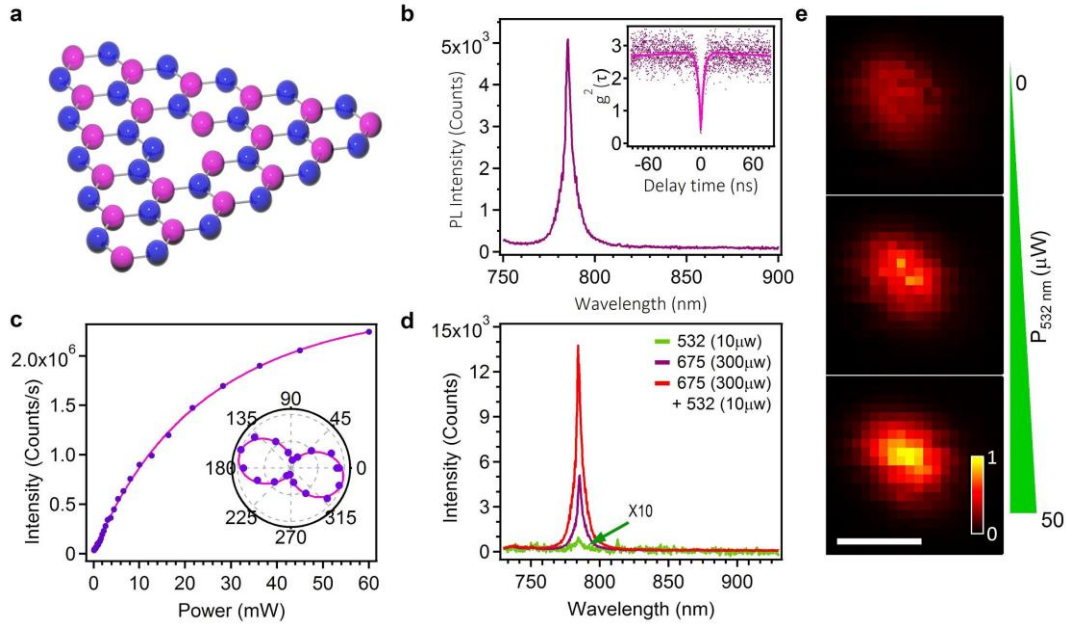 a
b
5x10³
4
3
2
1
0
PL Intensity (Counts)
750
800
850
900
Wavelength (nm)
3
2
1
0
g²(τ)
-60
0
60
Delay time (ns)
c
2.0x10⁶
1.5
1.0
0.5
0
Intensity (Counts/s)
0
10
20
30
40
50
60
Power (mW)
90
135
45
180
0
225
315
270
d
15x10³
12
9
6
3
0
Intensity (Counts)
750
800
850
900
Wavelength (nm)
532 (10μw)
675 (300μw)
675 (300μw)
+ 532 (10μw)
X10
e
1
0
0
P532 nm (μW)
50